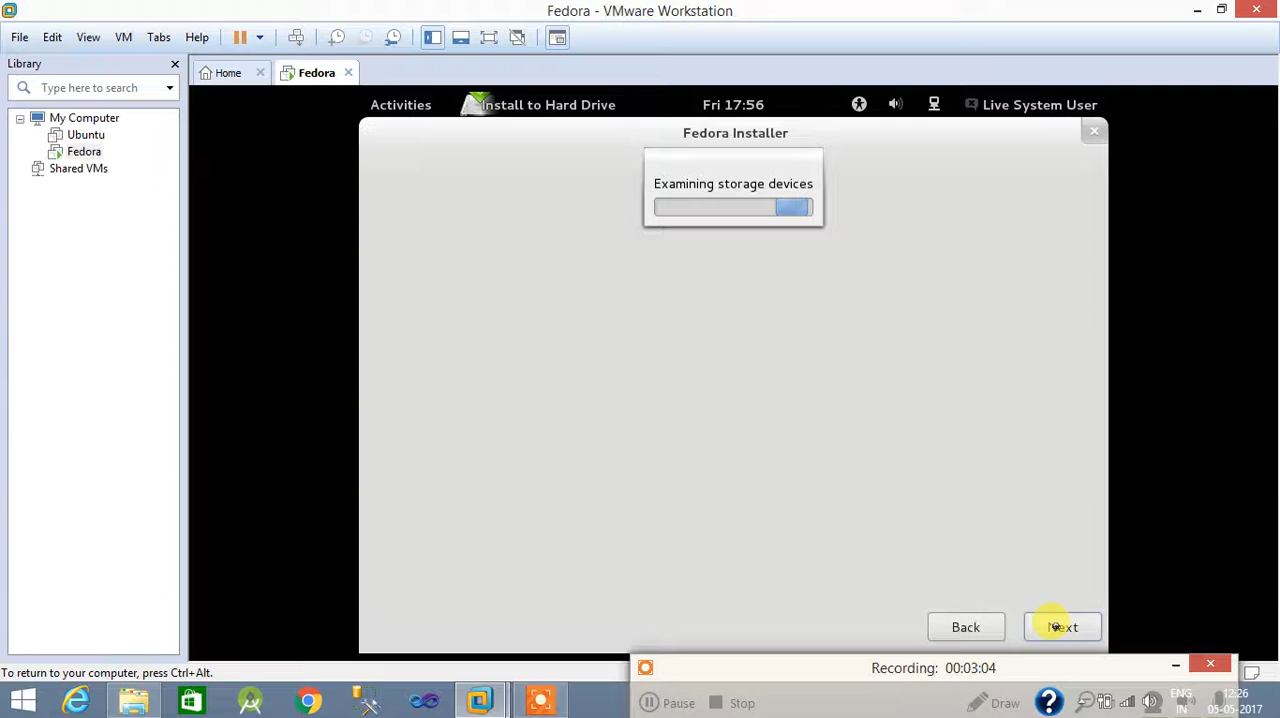 Fedora - VMware Workstation
File Edit View VM Tabs Help
Library
Type here to search
Home
Fedora
My Computer
Ubuntu
Fedora
Shared VMs
Activities
Install to Hard Drive
Fri 17:56
Live System User
Fedora Installer
Examining storage devices
Back
Next
To return to your computer, press Ctrl+Alt.
Recording: 00:03:04
Pause
Stop
Draw
ENG
IN
12:26
05-05-2017